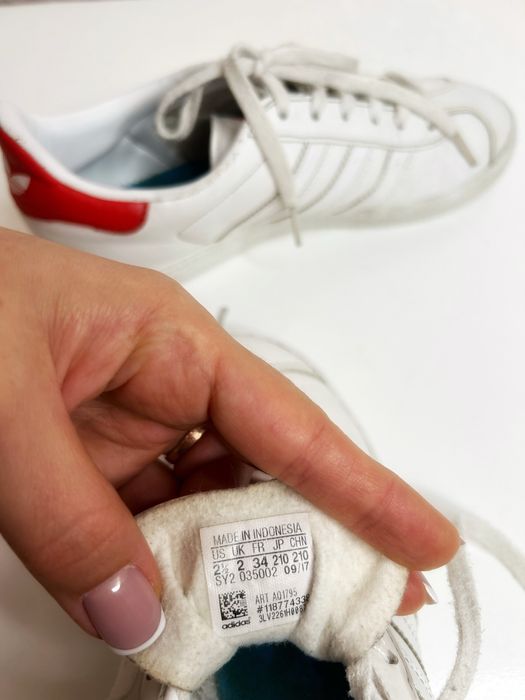 MADE IN INDONESIA
US UK FR JP CHN
2½ 2 34 210 210
SY2 035002 09/17
ART AQ1795
adidas
3LV2261H